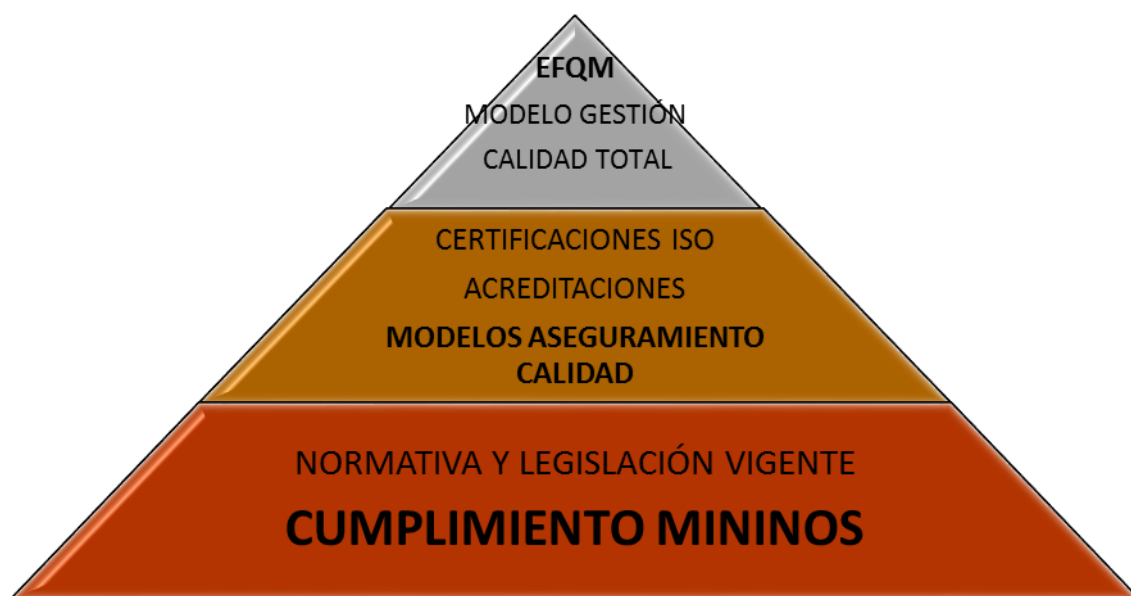 EFQM
MODELO GESTIÓN
CALIDAD TOTAL
CERTIFICACIONES ISO
ACREDITACIONES
MODELOS ASEGURAMIENTO
CALIDAD
NORMATIVA Y LEGISLACIÓN VIGENTE
CUMPLIMIENTO MININOS